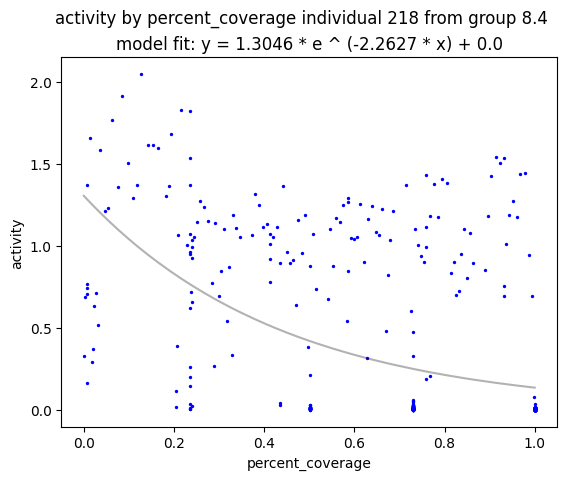 activity by percent_coverage individual 218 from group 8.4
model fit: y = 1.3046 * e ^ (-2.2627 * x) + 0.0
2.0
1.5
activity
1.0
0.5
0.0
0.0 0.2 0.4 0.6 0.8 1.0
percent_coverage